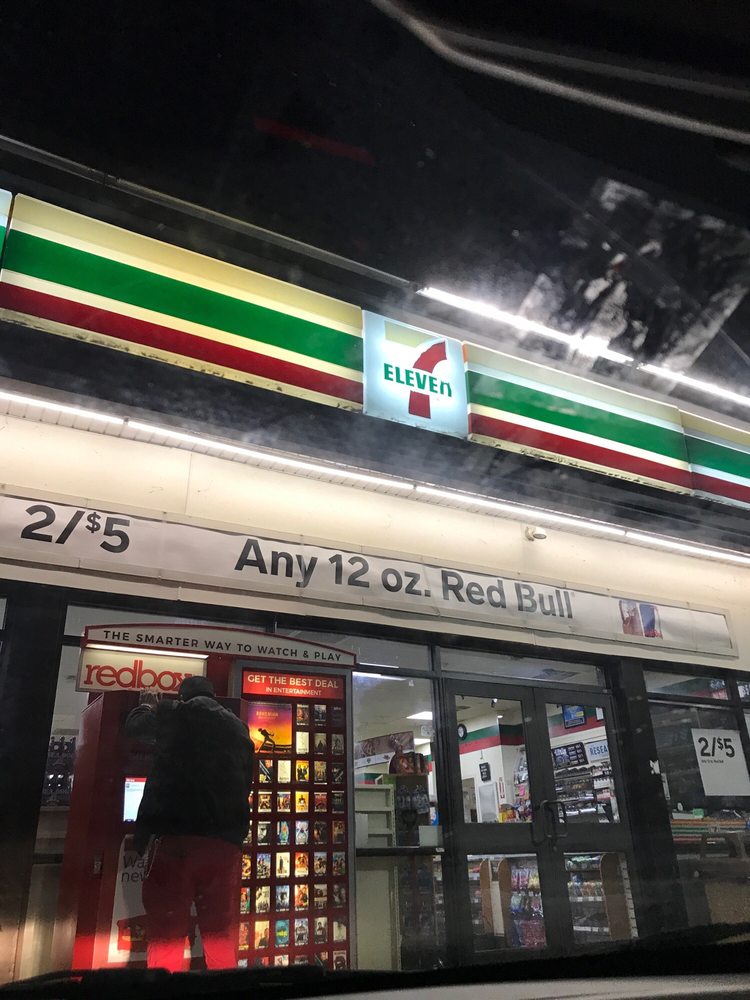 ELEVEn
2/$5 Any 12 oz. Red Bull
THE SMARTER WAY TO WATCH & PLAY
redbox
GET THE BEST DEAL
IN ENTERTAINMENT
BOHEMIAN
2/$5